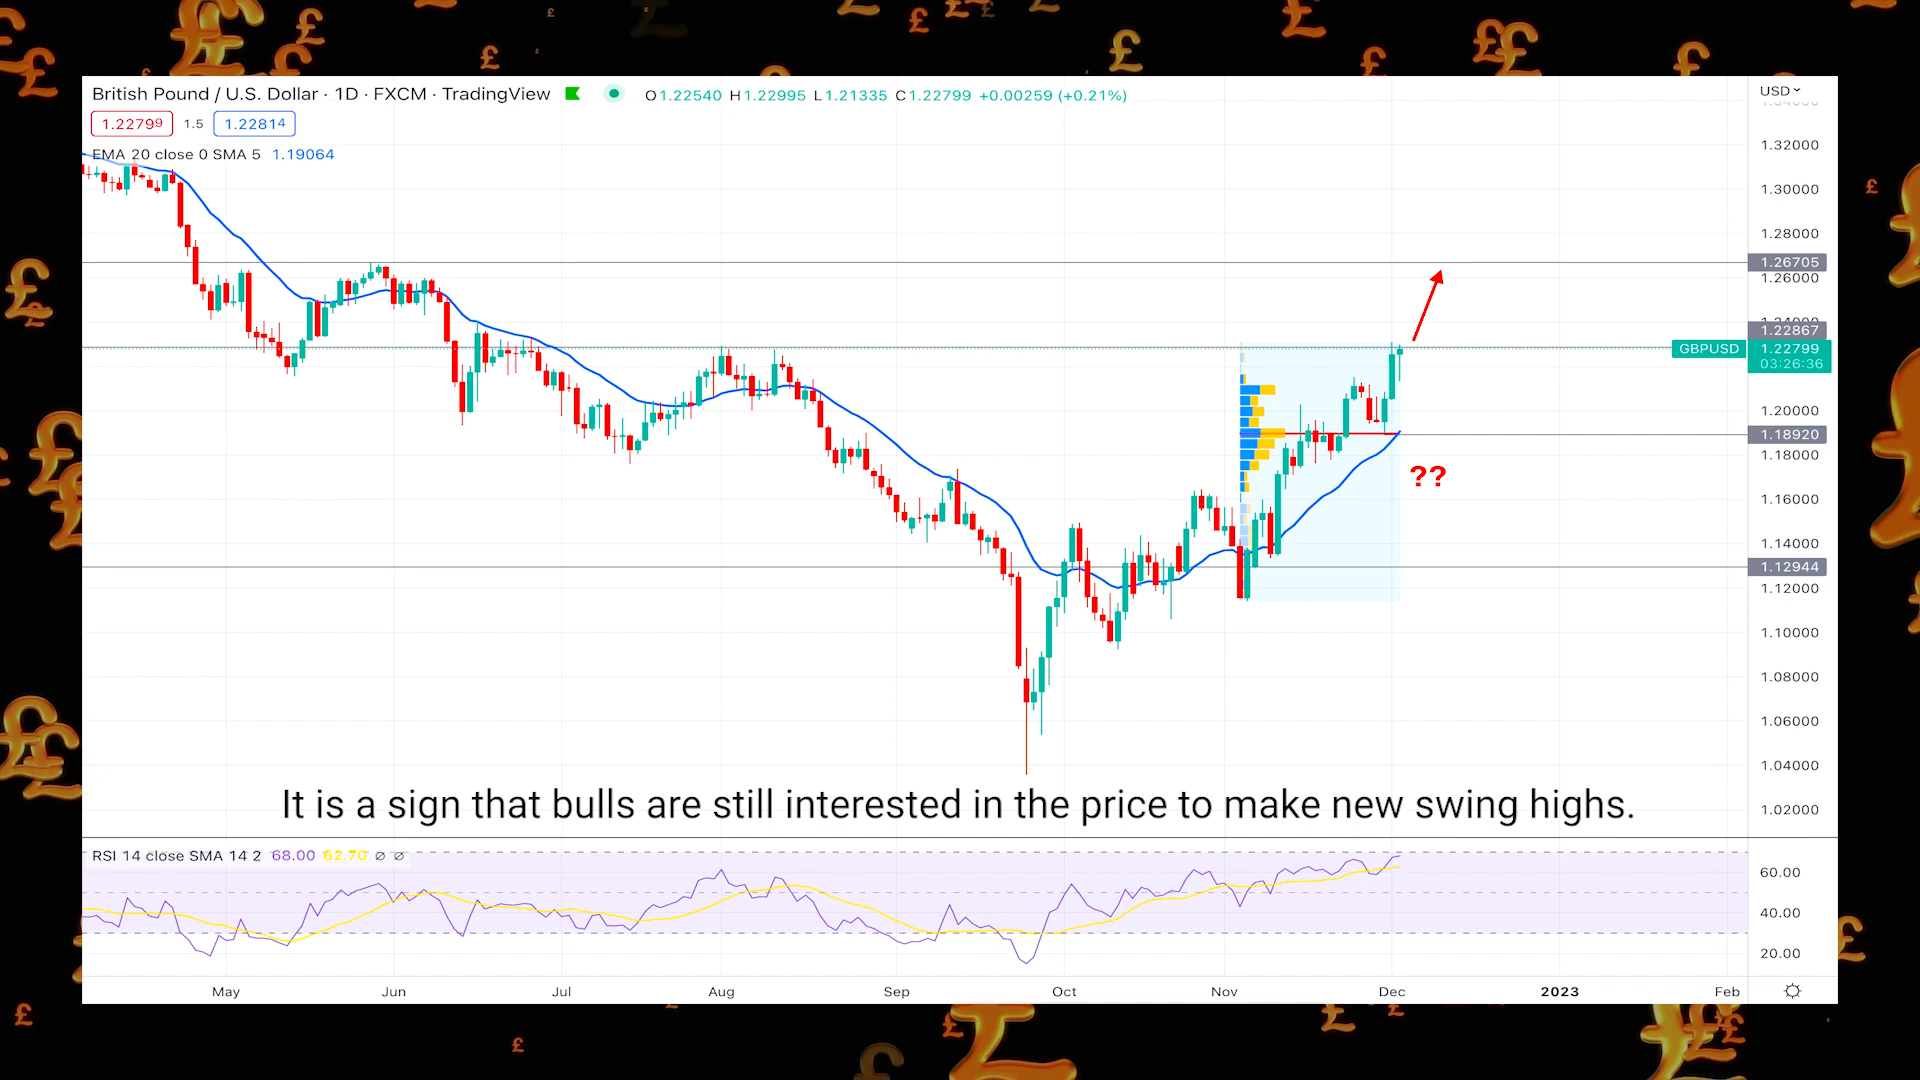 British Pound / U.S. Dollar · 1D · FXCM · TradingView
O1.22540 H1.22995 L1.21335 C1.22799 +0.00259 (+0.21%)
USD
1.22799 1.5 1.22814
EMA 20 close 0 SMA 5 1.19064
1.32000
1.30000
1.28000
1.26705
1.26000
1.22867
GBPUSD 1.22799
03:26:36
1.20000
1.18920
1.18000
??
1.16000
1.14000
1.12944
1.12000
1.10000
1.08000
1.06000
1.04000
It is a sign that bulls are still interested in the price to make new swing highs.
1.02000
RSI 14 close SMA 14 2 68.00 62.70 ∅ ∅
60.00
40.00
20.00
May Jun Jul Aug Sep Oct Nov Dec 2023 Feb